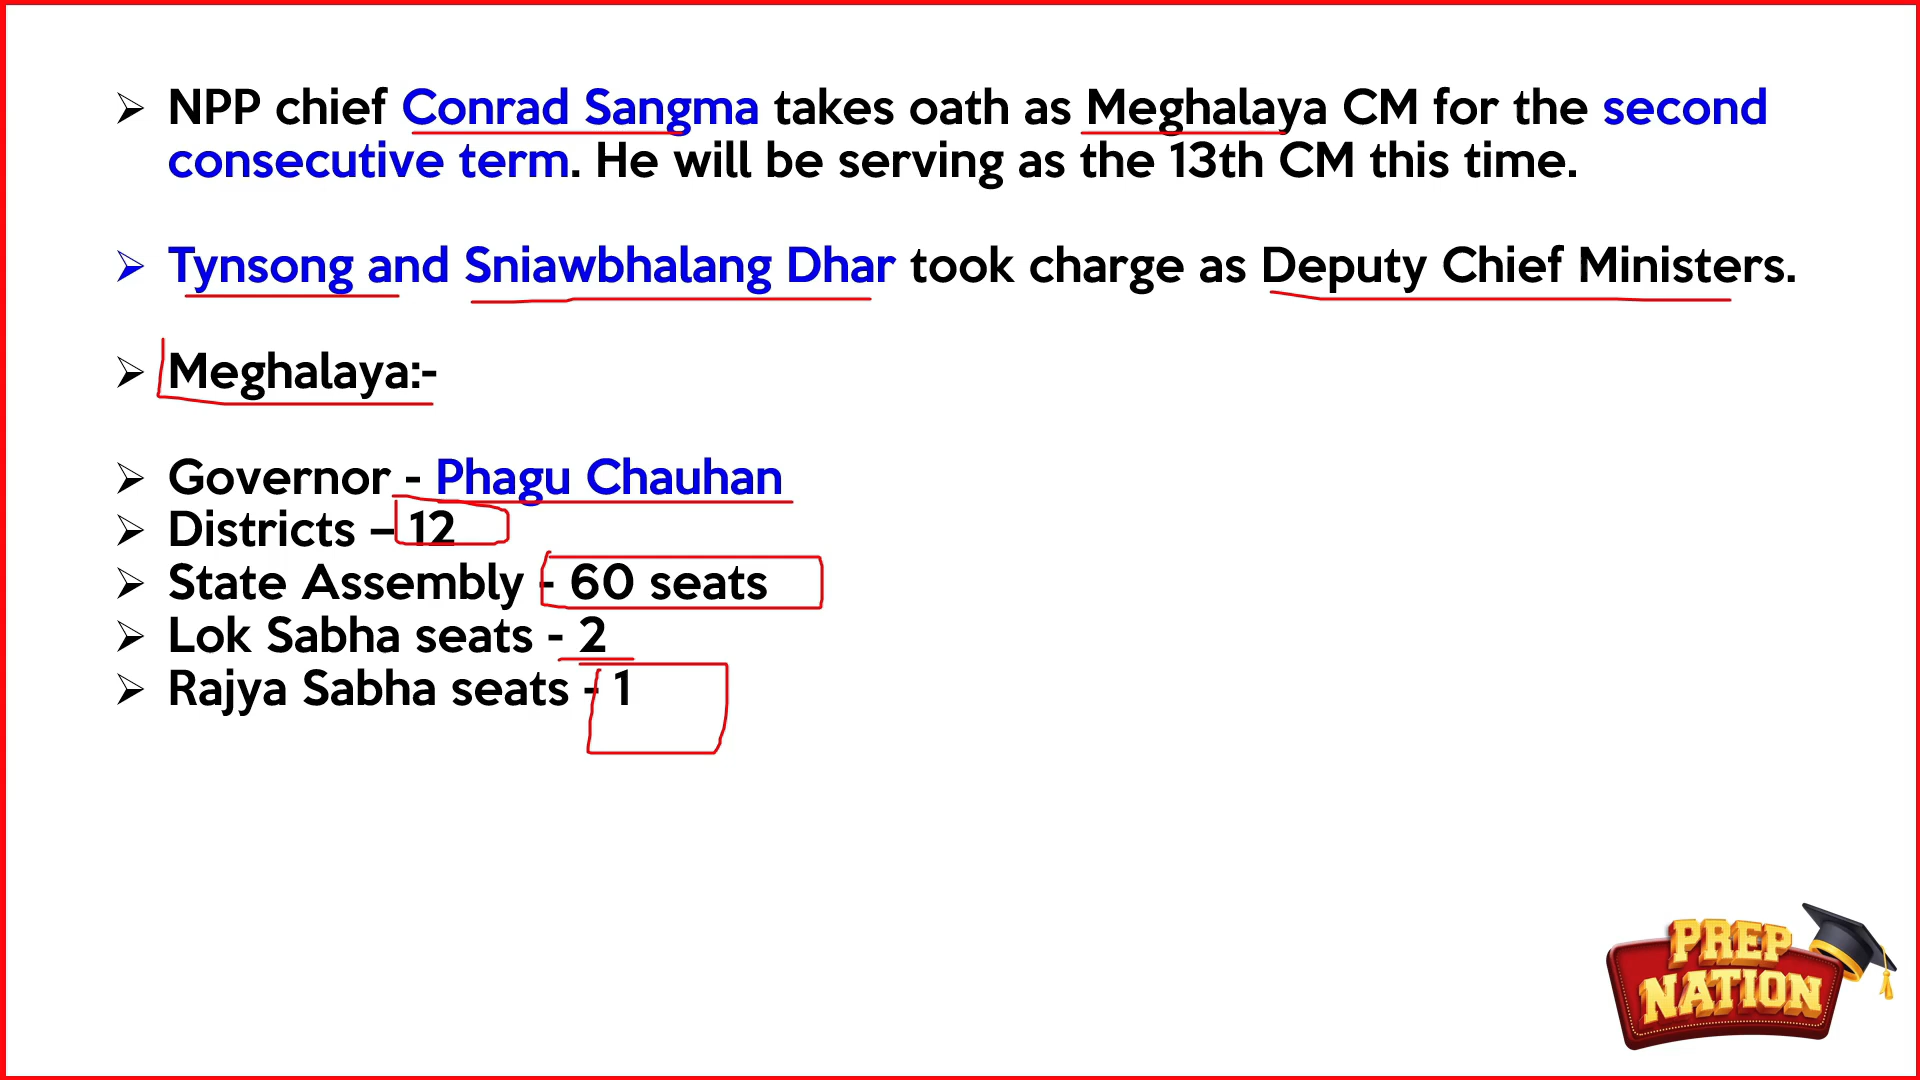 NPP chief Conrad Sangma takes oath as Meghalaya CM for the second
consecutive term. He will be serving as the 13th CM this time.
Tynsong and Sniawbhalang Dhar took charge as Deputy Chief Ministers.
Meghalaya:-
Governor - Phagu Chauhan
Districts – 12
State Assembly - 60 seats
Lok Sabha seats - 2
Rajya Sabha seats - 1
PREP
NATION